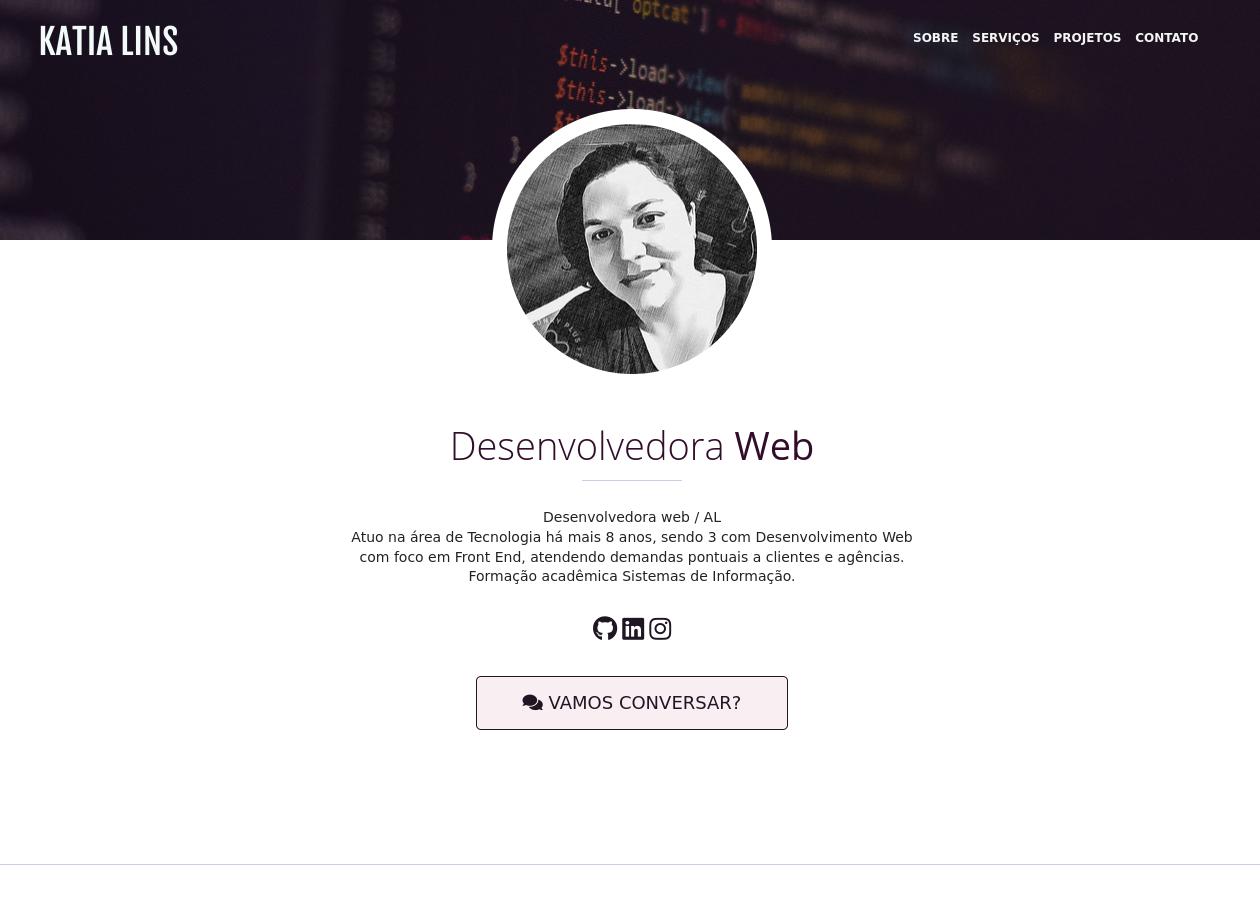 KATIA LINS
SOBRE SERVIÇOS PROJETOS CONTATO
optcat'] = $this->
$this->load->view(
$this->load->view(
Desenvolvedora Web
Desenvolvedora web / AL
Atuo na área de Tecnologia há mais 8 anos, sendo 3 com Desenvolvimento Web
com foco em Front End, atendendo demandas pontuais a clientes e agências.
Formação acadêmica Sistemas de Informação.
VAMOS CONVERSAR?